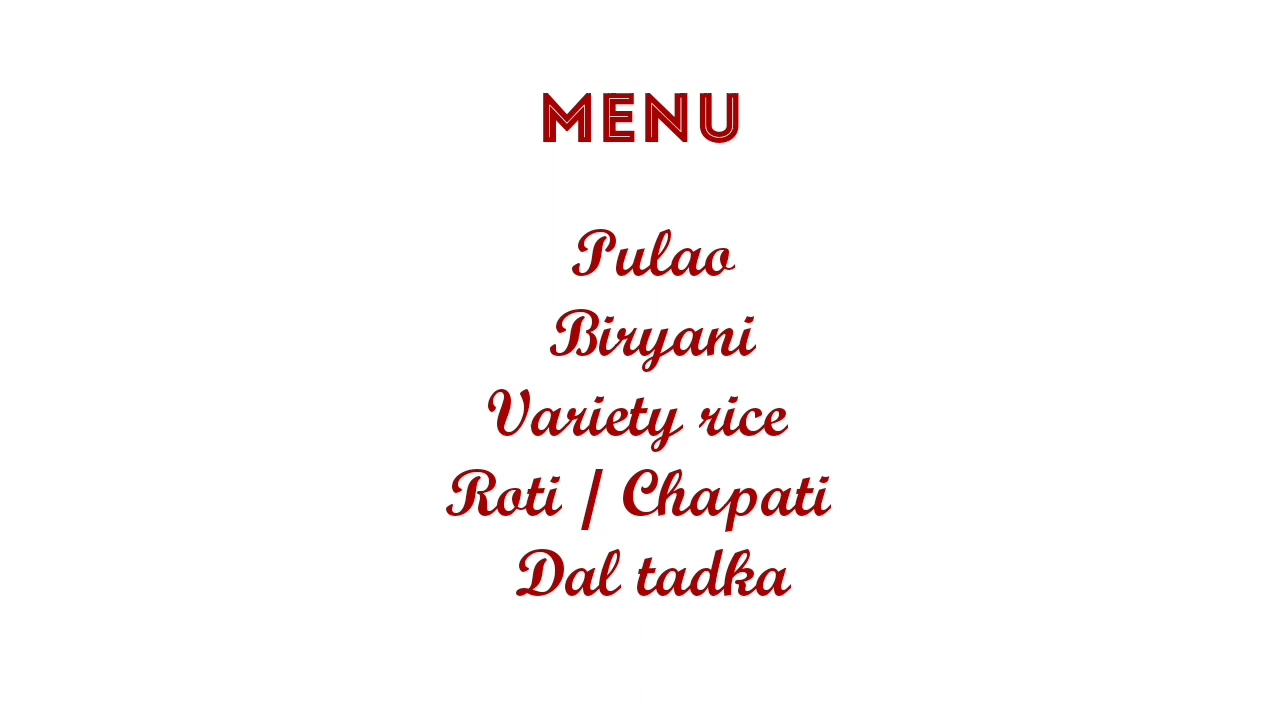 MENU
Pulao
Biryani
Variety rice
Roti / Chapati
Dal tadka